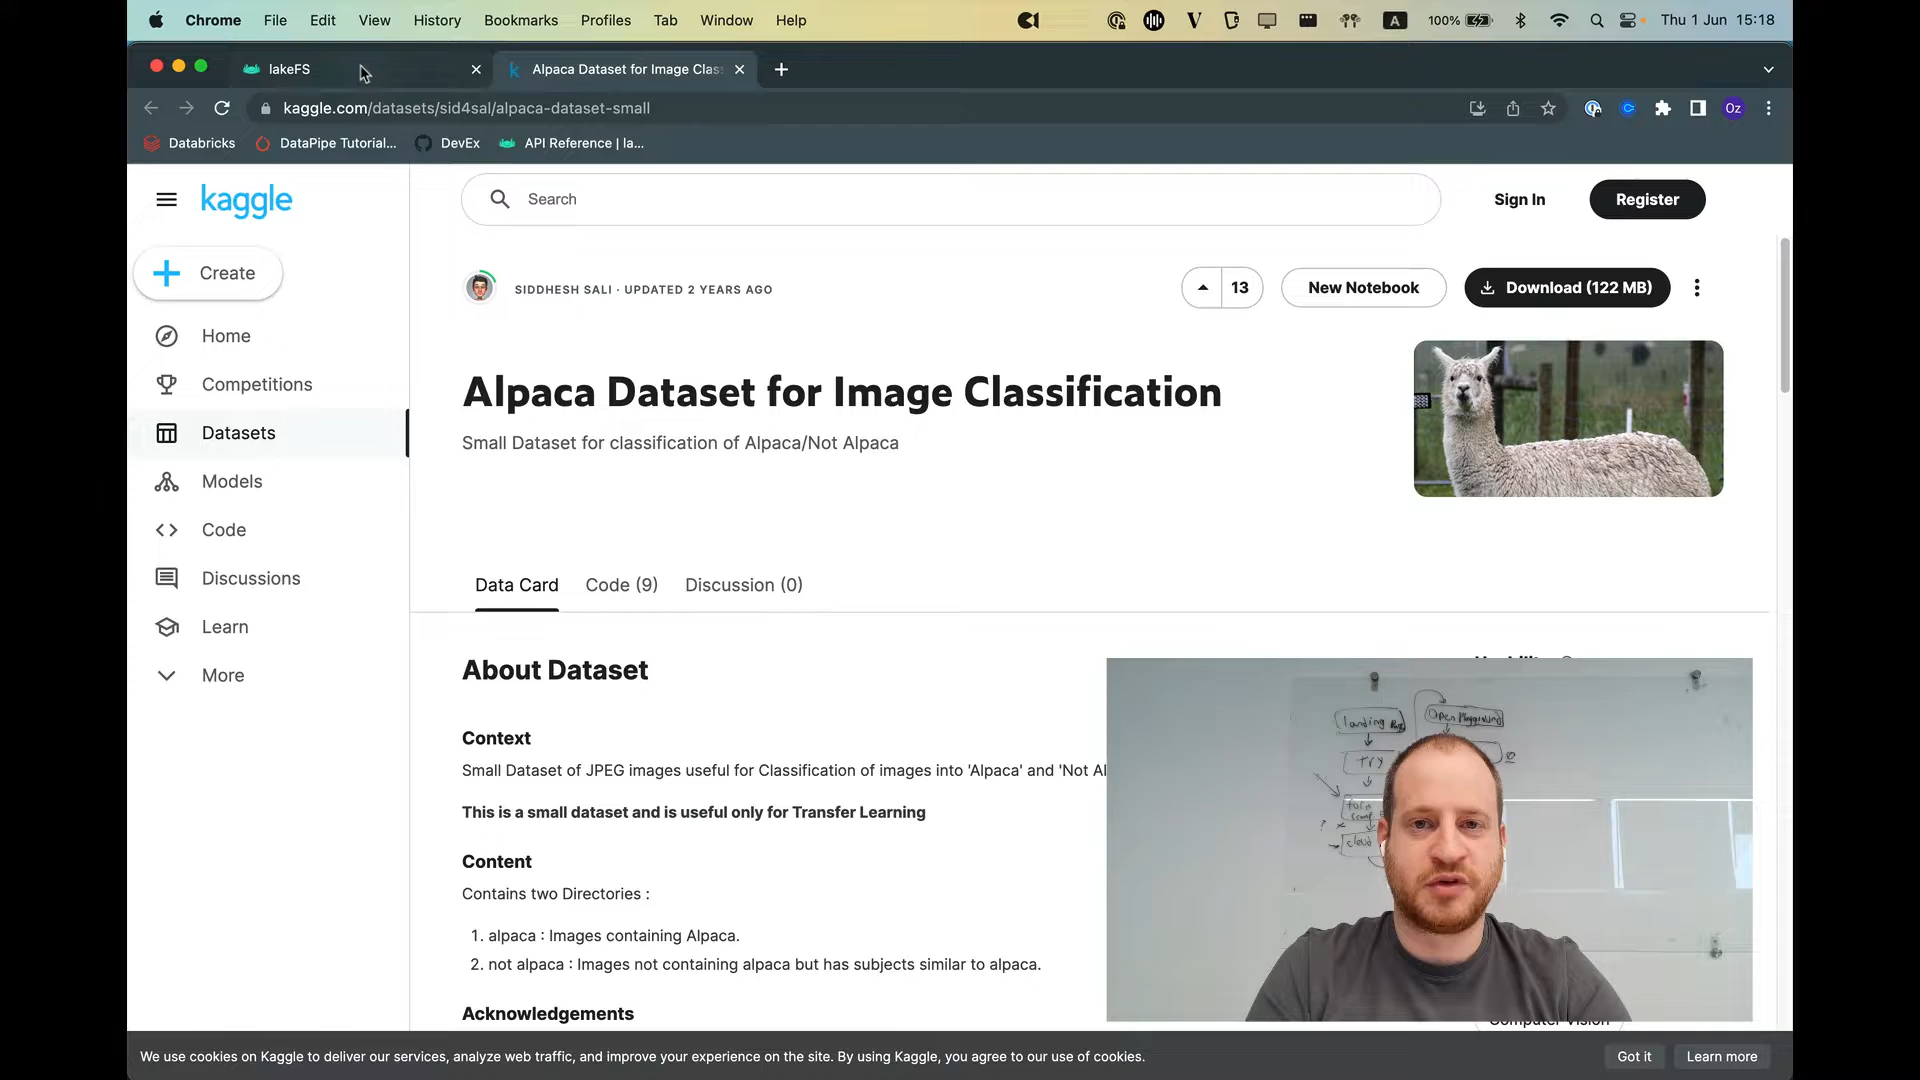 Chrome File Edit View History Bookmarks Profiles Tab Window Help A 100% Thu 1 Jun 15:18
lakeFS Alpaca Dataset for Image Clas
kaggle.com/datasets/sid4sal/alpaca-dataset-small Oz
Databricks DataPipe Tutorial... DevEx API Reference | la...
kaggle Search Sign In Register
Create
Home
Competitions
Datasets
Models
Code
Discussions
Learn
More
SIDDHESH SALI · UPDATED 2 YEARS AGO
13 New Notebook Download (122 MB)
Alpaca Dataset for Image Classification
Small Dataset for classification of Alpaca/Not Alpaca
Data Card Code (9) Discussion (0)
About Dataset
Context
Small Dataset of JPEG images useful for Classification of images into 'Alpaca' and 'Not Al
This is a small dataset and is useful only for Transfer Learning
Content
Contains two Directories :
1. alpaca : Images containing Alpaca.
2. not alpaca : Images not containing alpaca but has subjects similar to alpaca.
Acknowledgements
landing
Open Playground
Try
cloud
Computer Vision
We use cookies on Kaggle to deliver our services, analyze web traffic, and improve your experience on the site. By using Kaggle, you agree to our use of cookies. Got it Learn more